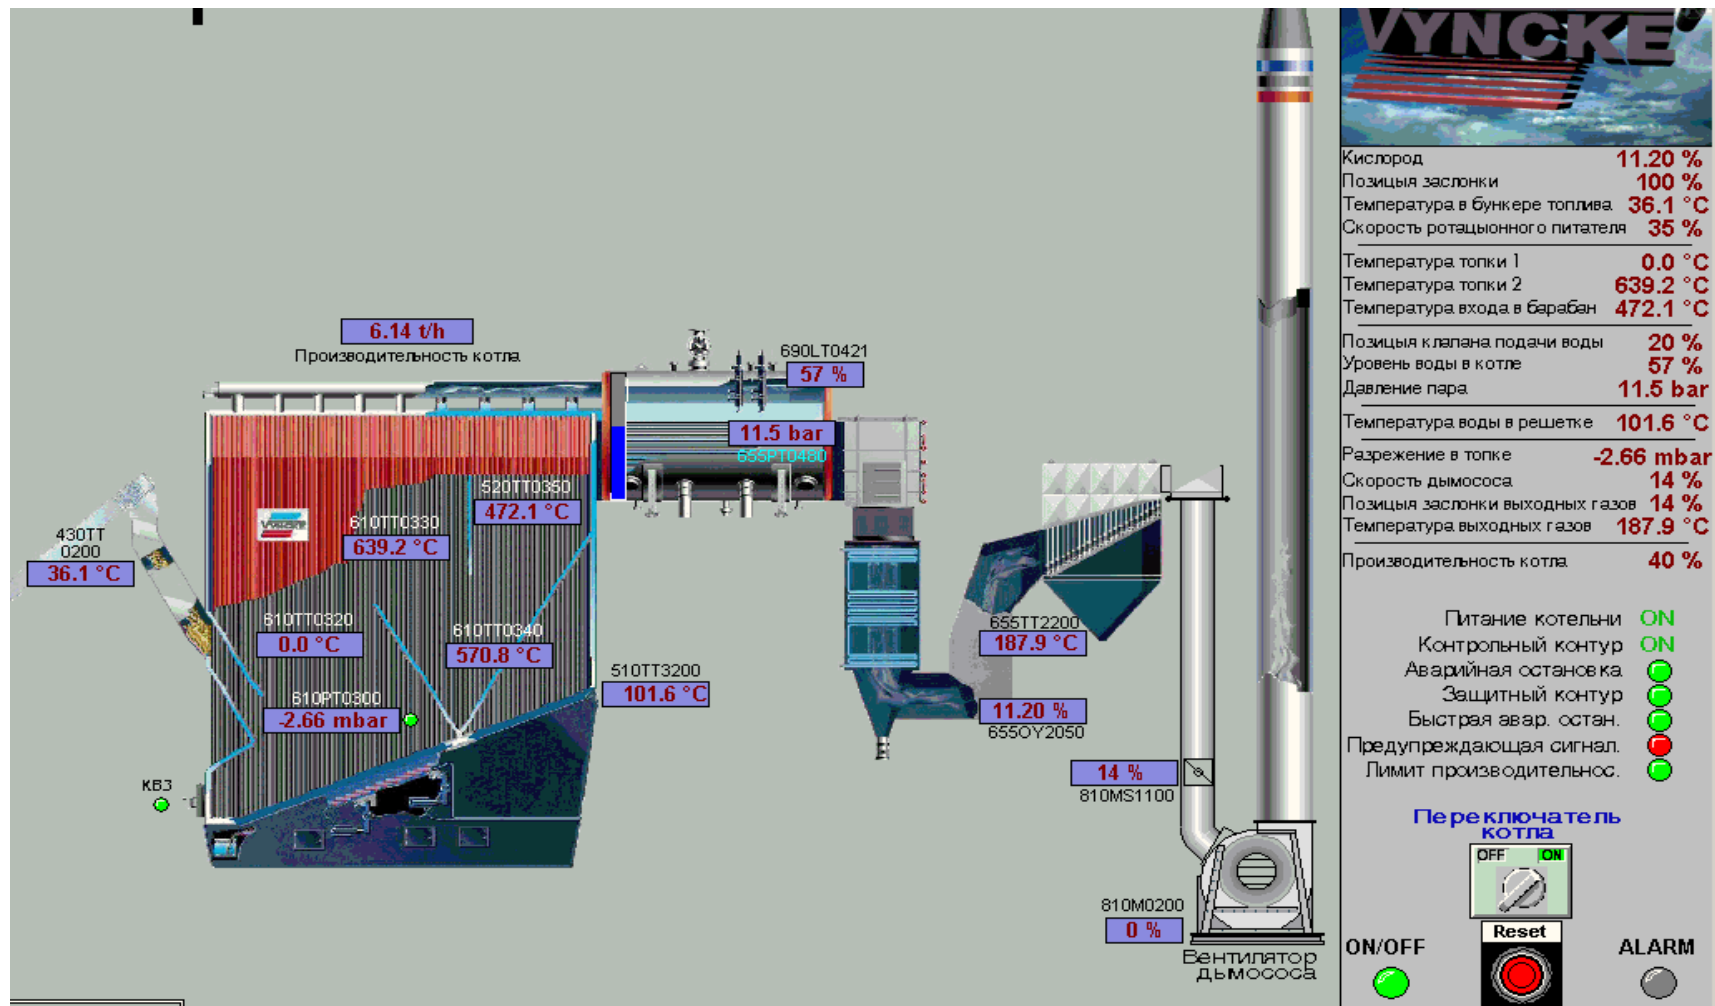 6.14 t/h
Производительность котла
690LT0421
57 %
11.5 bar
655PT0480
520TT0350
472.1 °C
VYNCKE
610TT0330
639.2 °C
430TT
0200
36.1 °C
610TT0320
0.0 °C
610TT0340
570.8 °C
655TT2200
187.9 °C
510TT3200
101.6 °C
610PT0300
-2.66 mbar
11.20 %
655OY2050
КВЗ
14 %
810MS1100
810M0200
0 %
Вентилятор
дымососа
VYNCKE
Кислород 11.20 %
Позицыя заслонки 100 %
Температура в бункере топлива 36.1 °C
Скорость ротацыонного питателя 35 %
Температура топки 1 0.0 °C
Температура топки 2 639.2 °C
Температура входа в барабан 472.1 °C
Позицыя клапана подачи воды 20 %
Уровень воды в котле 57 %
Давление пара 11.5 bar
Температура воды в решетке 101.6 °C
Разрежение в топке -2.66 mbar
Скорость дымососа 14 %
Позицыя заслонки выходных газов 14 %
Температура выходных газов 187.9 °C
Производительность котла 40 %
Питание котельни ON
Контрольный контур ON
Аварийная остановка
Защитный контур
Быстрая авар. остан.
Предупреждающая сигнал.
Лимит производительнос.
Переключатель
котла
OFF ON
Reset
ON/OFF
ALARM